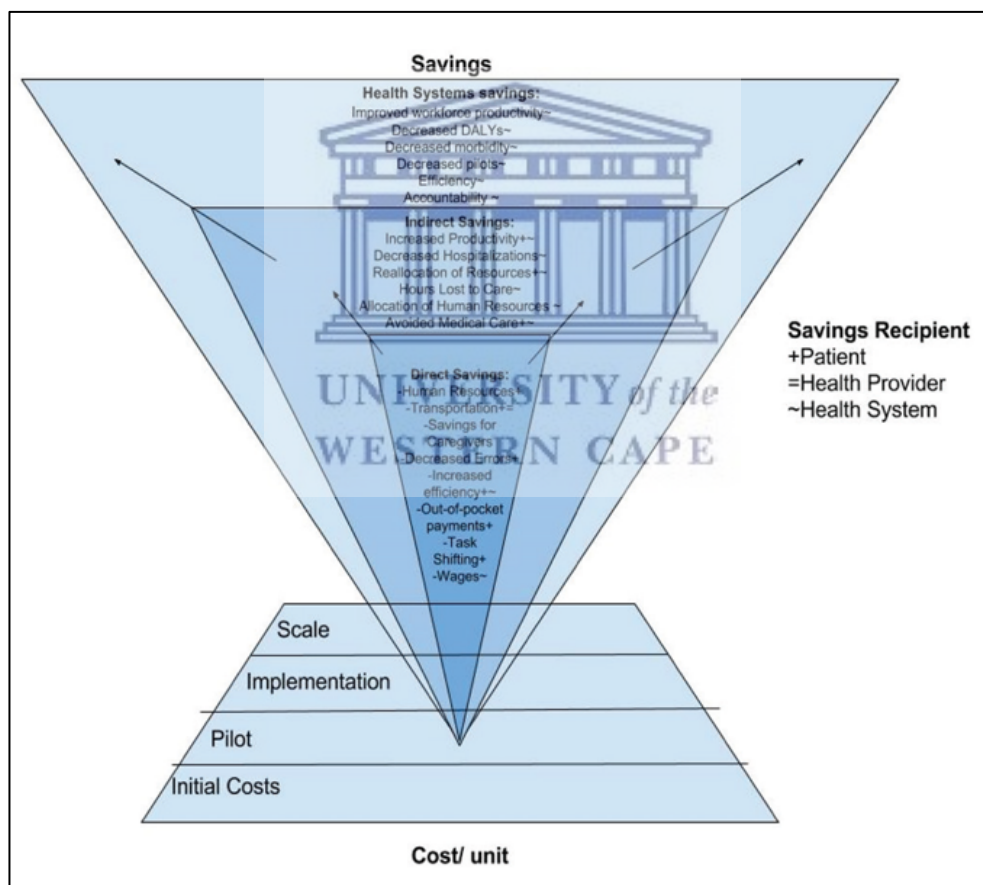 Savings
Health Systems savings:
Improved workforce productivity~
Decreased DALYs~
Decreased morbidity~
Decreased pilots~
Efficiency~
Accountability ~
Indirect Savings:
Increased Productivity+~
Decreased Hospitalizations~
Reallocation of Resources+~
Hours Lost to Care~
Allocation of Human Resources ~
Avoided Medical Care+~
Direct Savings:
-Human Resources+
-Transportation+=
-Savings for
Caregivers
-Decreased Errors+
-Increased
efficiency+~
-Out-of-pocket
payments+
-Task
Shifting+
-Wages~
UNIVERSITY of the
WESTERN CAPE
Savings Recipient
+Patient
=Health Provider
~Health System
Scale
Implementation
Pilot
Initial Costs
Cost/ unit